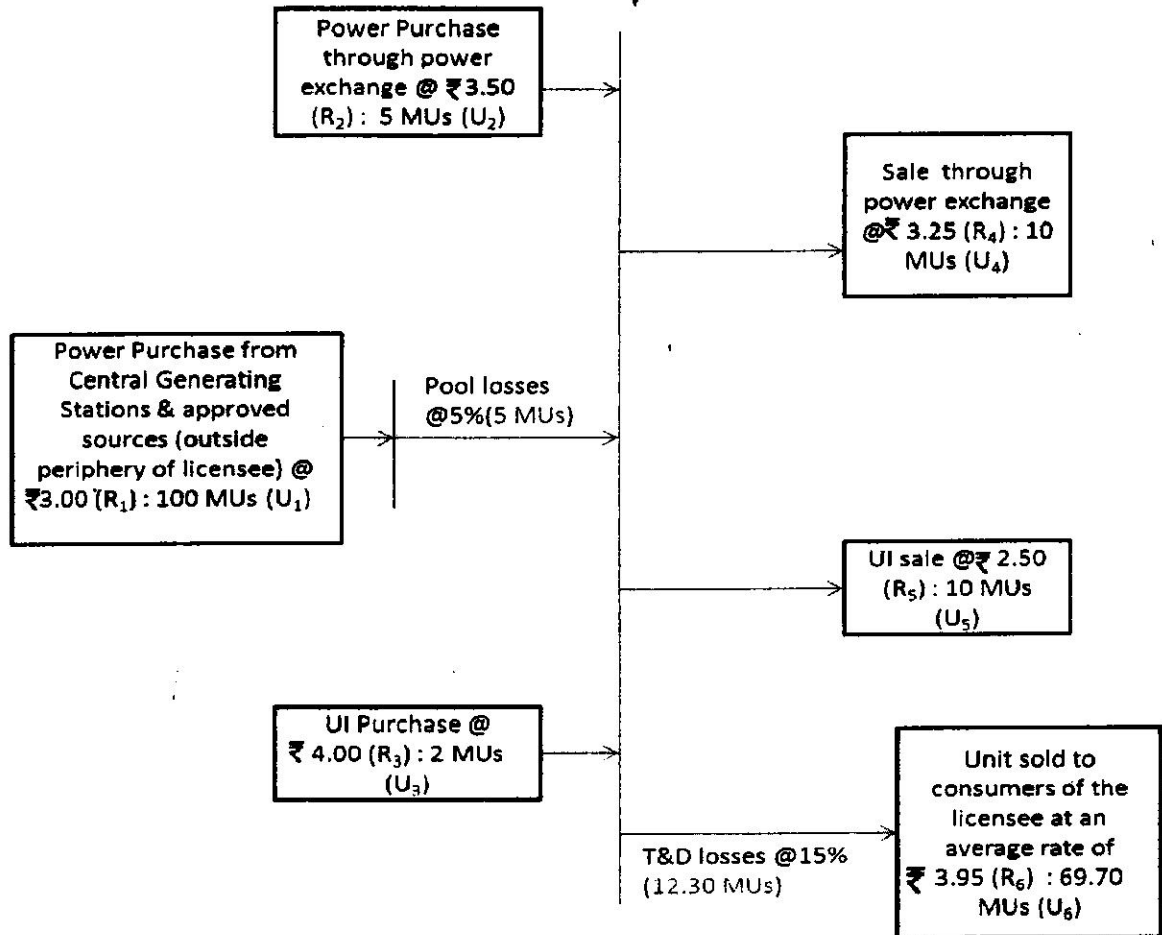 Power Purchase
through power
exchange @ ₹3.50
(R₂) : 5 MUs (U₂)
Sale through
power exchange
@₹ 3.25 (R₄) : 10
MUs (U₄)
Power Purchase from
Central Generating
Stations & approved
sources (outside
periphery of licensee) @
₹3.00 (R₁) : 100 MUs (U₁)
Pool losses
@5%(5 MUs)
UI sale @₹ 2.50
(R₅) : 10 MUs
(U₅)
UI Purchase @
₹ 4.00 (R₃) : 2 MUs
(U₃)
T&D losses @15%
(12.30 MUs)
Unit sold to
consumers of the
licensee at an
average rate of
₹ 3.95 (R₆) : 69.70
MUs (U₆)